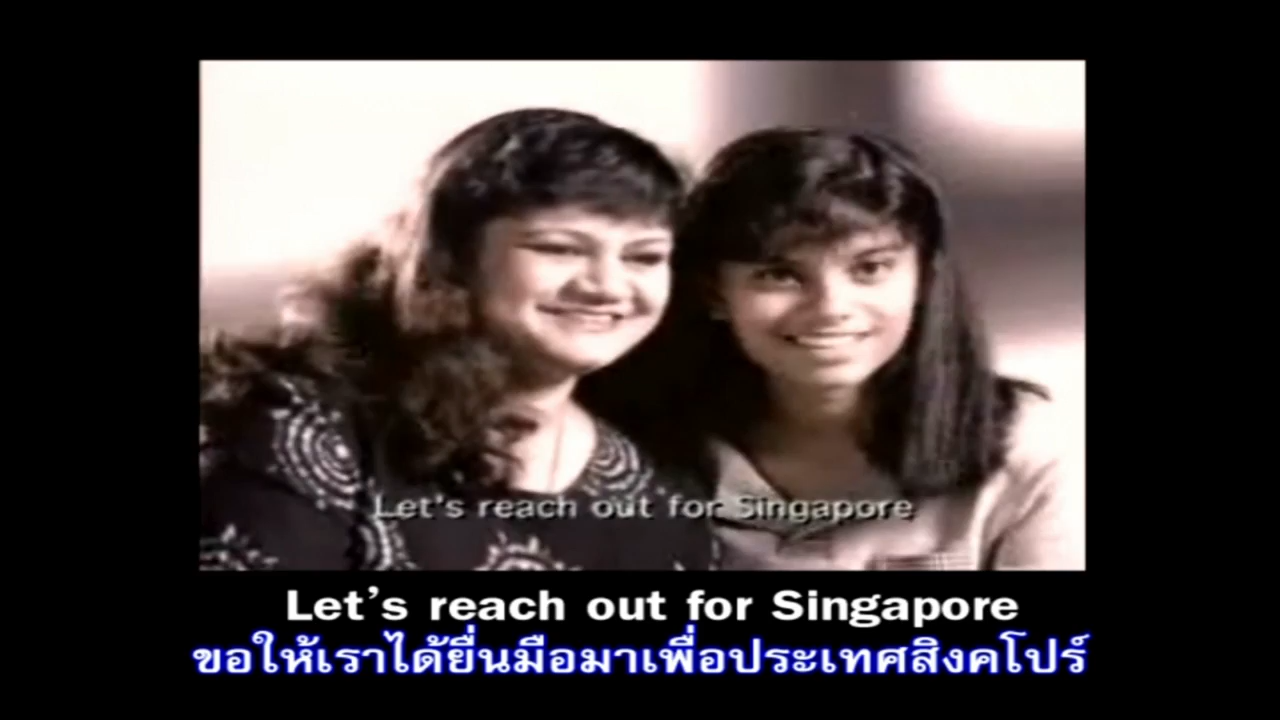 Let's reach out for Singapore
Let’s reach out for Singapore
ขอให้เราได้ยื่นมือมาเพื่อประเทศสิงคโปร์